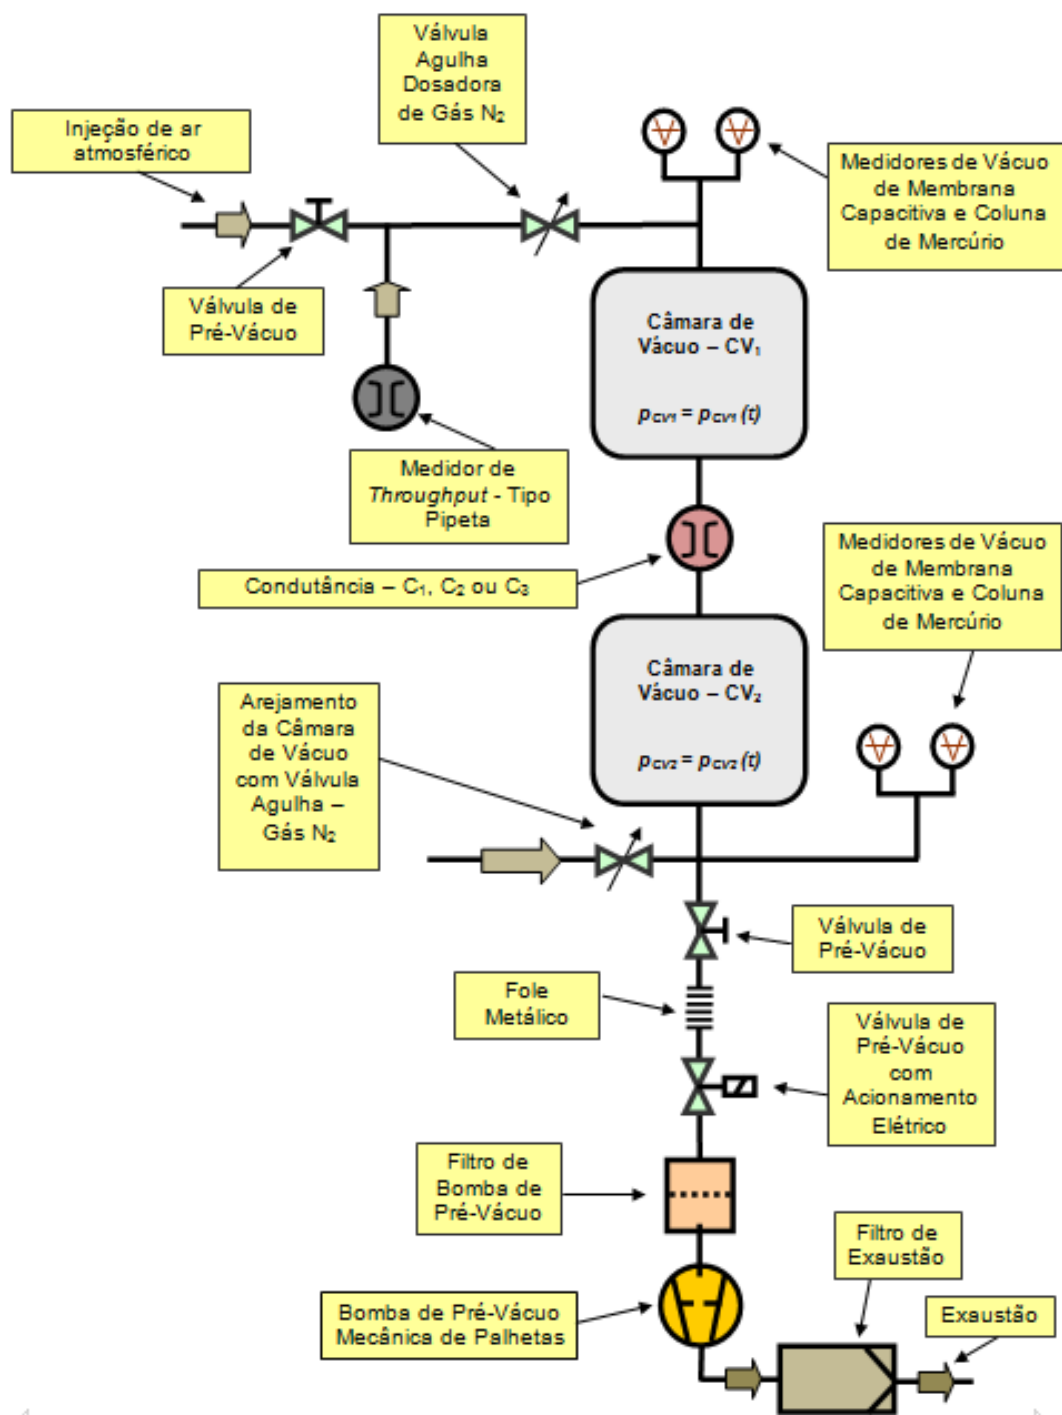 Válvula
Agulha
Dosadora
de Gás N₂
Injeção de ar
atmosférico
Medidores de Vácuo
de Membrana
Capacitiva e Coluna
de Mercúrio
Válvula de
Pré-Vácuo
Câmara de
Vácuo – CV₁
p_CV1 = p_CV1 (t)
Medidor de
Throughput - Tipo
Pipeta
Condutância – C₁, C₂ ou C₃
Medidores de Vácuo
de Membrana
Capacitiva e Coluna
de Mercúrio
Câmara de
Vácuo – CV₂
p_CV2 = p_CV2 (t)
Arejamento
da Câmara
de Vácuo
com Válvula
Agulha –
Gás N₂
Válvula de
Pré-Vácuo
Fole
Metálico
Válvula de
Pré-Vácuo
com
Acionamento
Elétrico
Filtro de
Bomba de
Pré-Vácuo
Filtro de
Exaustão
Bomba de Pré-Vácuo
Mecânica de Palhetas
Exaustão